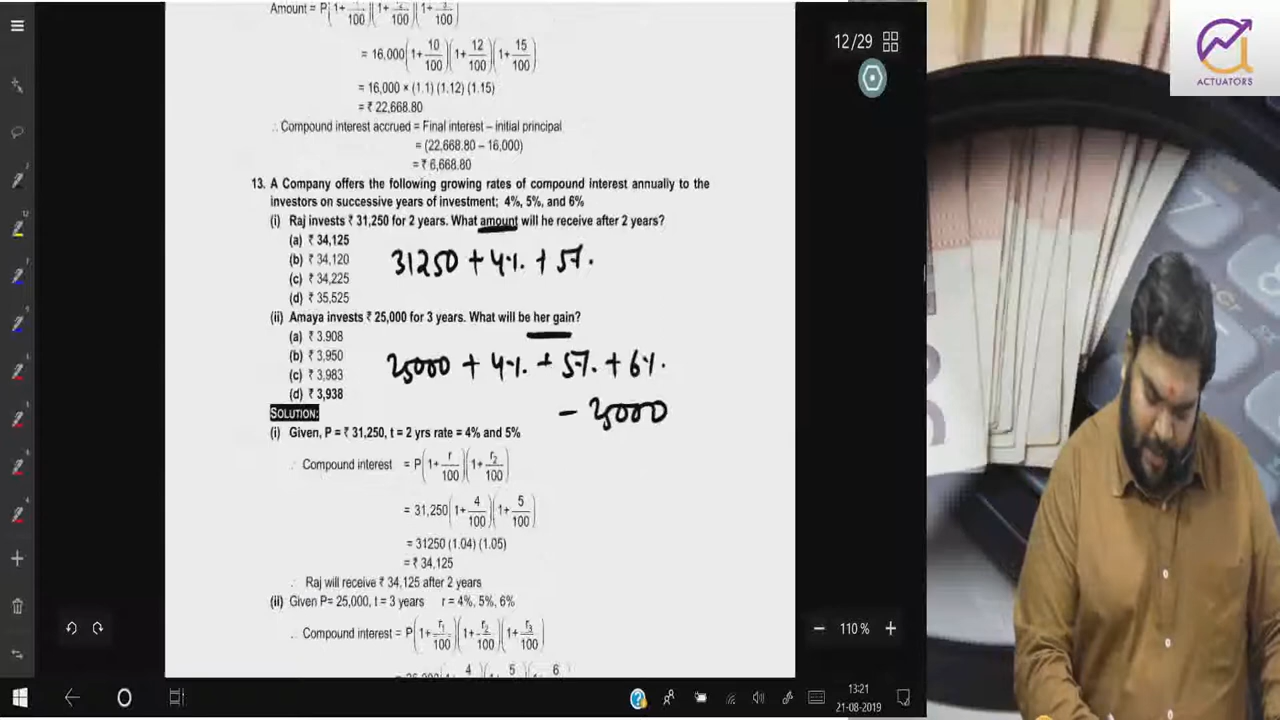 Amount = P(1+ /100)(1+ /100)(1+ /100)
12/29
ACTUATORS
= 16,000(1+10/100)(1+12/100)(1+15/100)
= 16,000 × (1.1) (1.12) (1.15)
= ₹ 22,668.80
∴ Compound interest accrued = Final interest – initial principal
= (22,668.80 – 16,000)
= ₹ 6,668.80
13. A Company offers the following growing rates of compound interest annually to the
investors on successive years of investment; 4%, 5%, and 6%
(i) Raj invests ₹ 31,250 for 2 years. What amount will he receive after 2 years?
(a) ₹ 34,125
(b) ₹ 34,120
(c) ₹ 34,225
(d) ₹ 35,525
31250 + 4% + 5%
(ii) Amaya invests ₹ 25,000 for 3 years. What will be her gain?
(a) ₹ 3.908
(b) ₹ 3,950
(c) ₹ 3,983
(d) ₹ 3,938
25000 + 4% + 5% + 6%
– 25000
SOLUTION:
(i) Given, P = ₹ 31,250, t = 2 yrs rate = 4% and 5%
∴ Compound interest = P(1+r/100)(1+r2/100)
= 31,250(1+4/100)(1+5/100)
= 31250 (1.04) (1.05)
= ₹ 34,125
∴ Raj will receive ₹ 34,125 after 2 years
(ii) Given P= 25,000, t = 3 years r = 4%, 5%, 6%
∴ Compound interest = P(1+r1/100)(1+r2/100)(1+r3/100)
4 5 6
110 %
13:21
21-08-2019